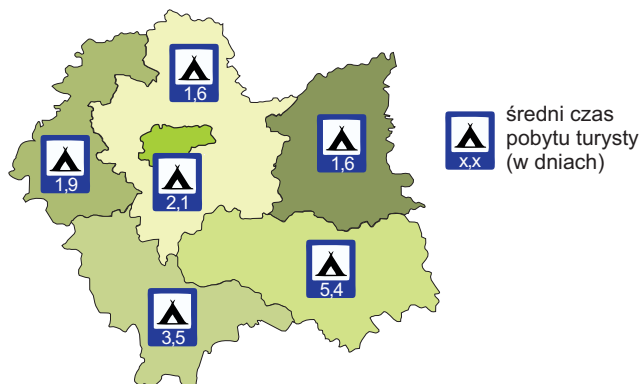 1,6
1,9
2,1
1,6
5,4
3,5
średni czas
pobytu turysty
(w dniach)
x,x